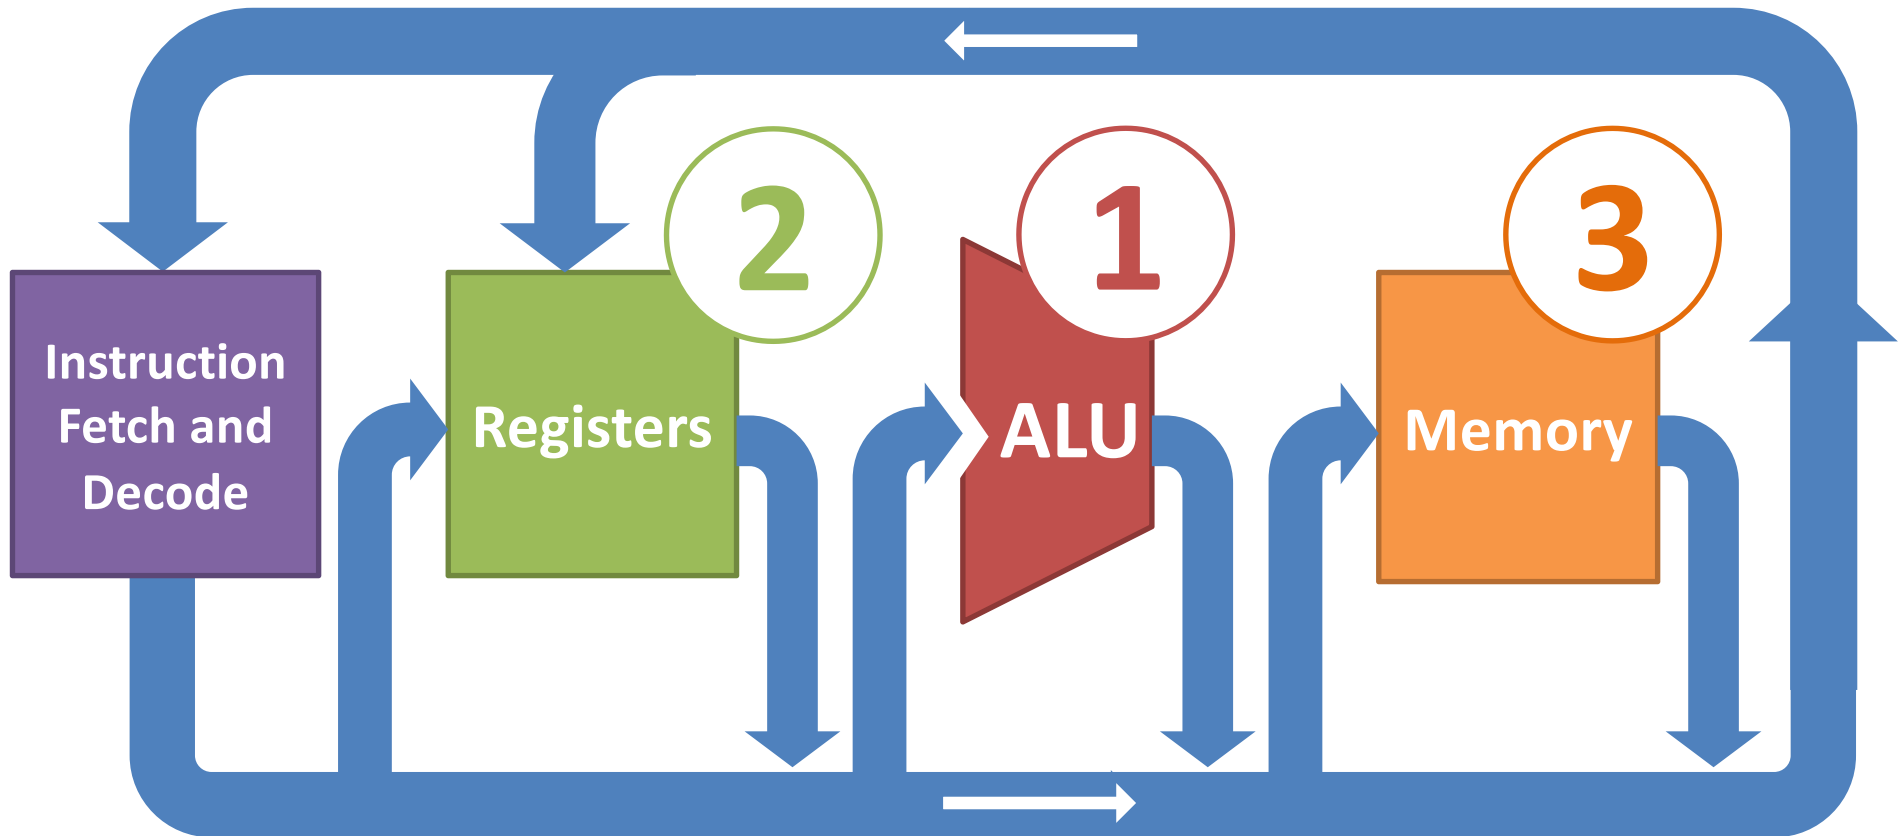 2
1
3
Instruction
Fetch and
Decode
Registers
ALU
Memory